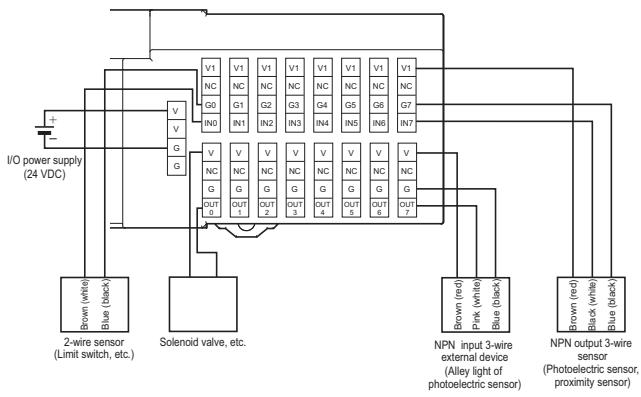 V1 V1 V1 V1 V1 V1 V1 V1
NC NC NC NC NC NC NC NC
G0 G1 G2 G3 G4 G5 G6 G7
IN0 IN1 IN2 IN3 IN4 IN5 IN6 IN7
V
V
G
G
+
−
I/O power supply
(24 VDC)
V V V V V V V V
NC NC NC NC NC NC NC NC
G G G G G G G G
OUT OUT OUT OUT OUT OUT OUT OUT
0 1 2 3 4 5 6 7
Brown (white)
Blue (black)
2-wire sensor
(Limit switch, etc.)
Solenoid valve, etc.
Brown (red)
Pink (white)
Blue (black)
NPN input 3-wire
external device
(Alley light of
photoelectric sensor)
Brown (red)
Black (white)
Blue (black)
NPN output 3-wire
sensor
(Photoelectric sensor,
proximity sensor)